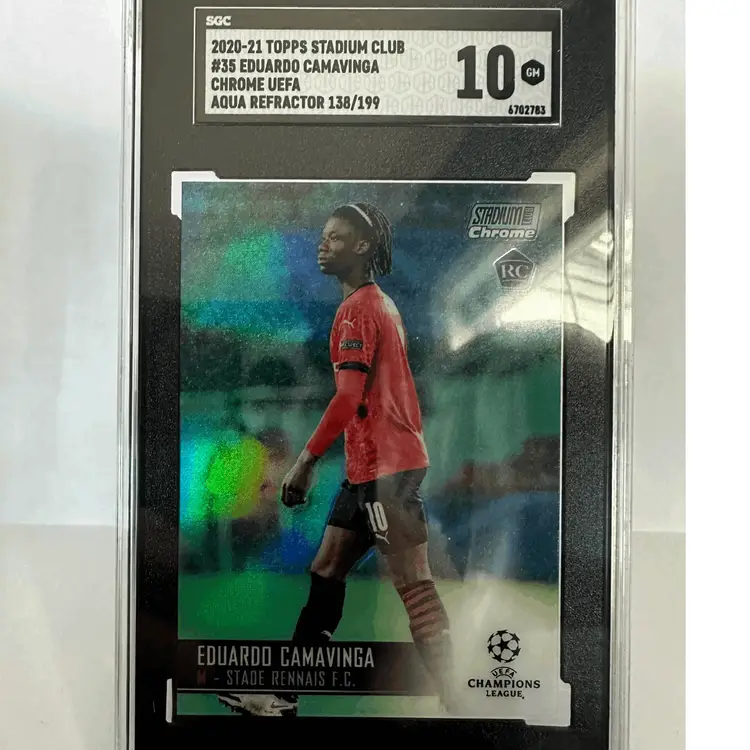 SGC
2020-21 TOPPS STADIUM CLUB
#35 EDUARDO CAMAVINGA
CHROME UEFA
AQUA REFRACTOR 138/199
10 GM
6702783
STADIUM CLUB
Chrome
RC
10
EDUARDO CAMAVINGA
M - STADE RENNAIS F.C.
UEFA
CHAMPIONS
LEAGUE